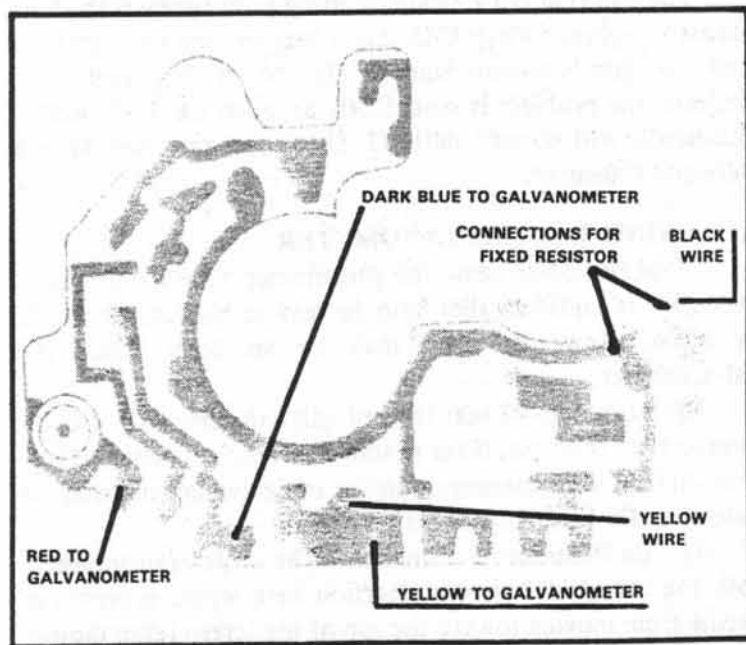 DARK BLUE TO GALVANOMETER
CONNECTIONS FOR
FIXED RESISTOR
BLACK
WIRE
RED TO
GALVANOMETER
YELLOW
WIRE
YELLOW TO GALVANOMETER